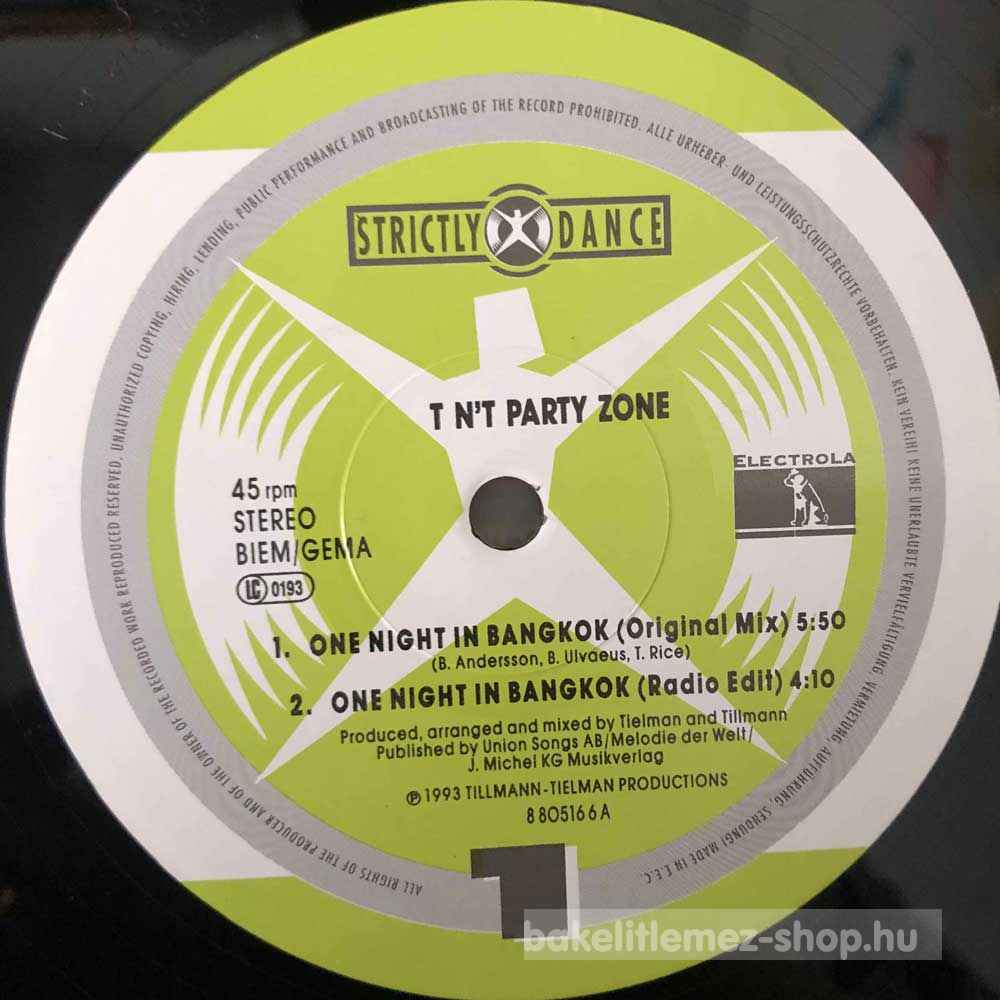 ALL RIGHTS OF THE PRODUCER AND OF THE OWNER OF THE RECORDED WORK REPRODUCED RESERVED. UNAUTHORIZED COPYING, HIRING, LENDING, PUBLIC PERFORMANCE AND BROADCASTING OF THE RECORD PROHIBITED. ALLE URHEBER- UND LEISTUNGSSCHUTZRECHTE VORBEHALTEN. KEIN VERLEIH! KEINE UNERLAUBTE VERVIELFÄLTIGUNG, VERMIETUNG, AUFFÜHRUNG, SENDUNG! MADE IN E.E.C.
STRICTLY DANCE
T N'T PARTY ZONE
ELECTROLA
45 rpm
STEREO
BIEM/GEMA
LC 0193
1. ONE NIGHT IN BANGKOK (Original Mix) 5:50
(B. Andersson, B. Ulvaeus, T. Rice)
2. ONE NIGHT IN BANGKOK (Radio Edit) 4:10
Produced, arranged and mixed by Tielman and Tillmann
Published by Union Songs AB/Melodie der Welt/
J. Michel KG Musikverlag
℗ 1993 TILLMANN-TIELMAN PRODUCTIONS
8 80516 6 A
1
bakelitlemez-shop.hu